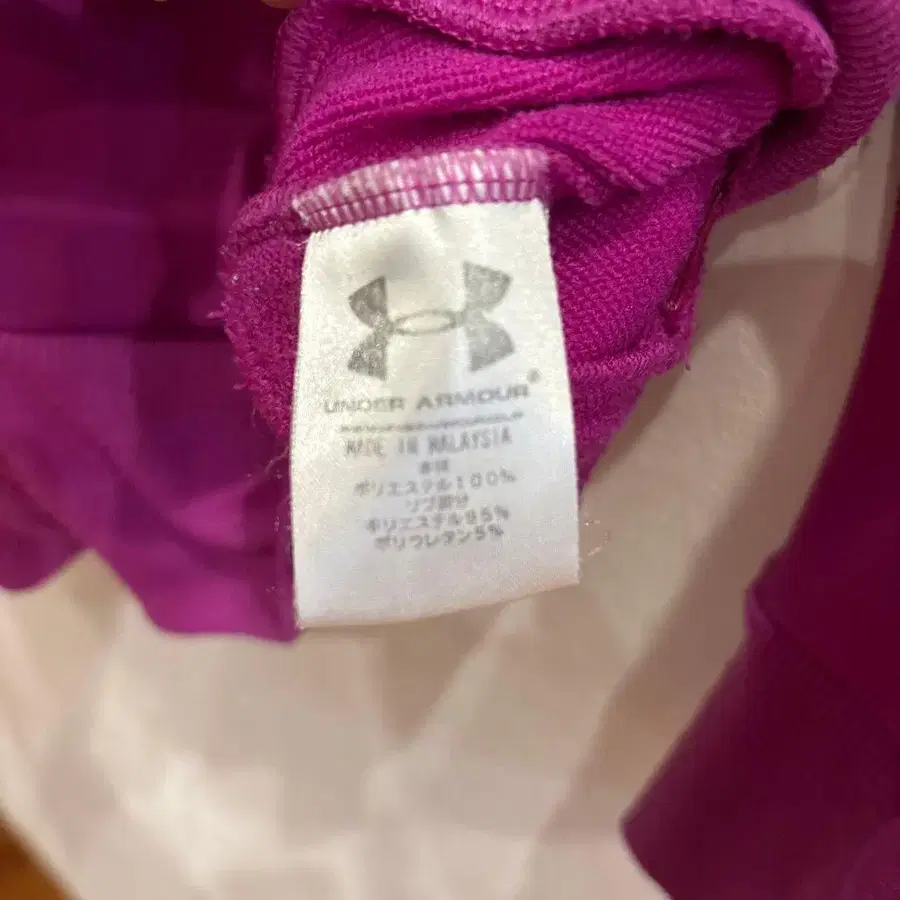 UNDER ARMOUR®
MADE IN MALAYSIA
本体
ポリエステル100%
リブ部分
ポリエステル95%
ポリウレタン5%